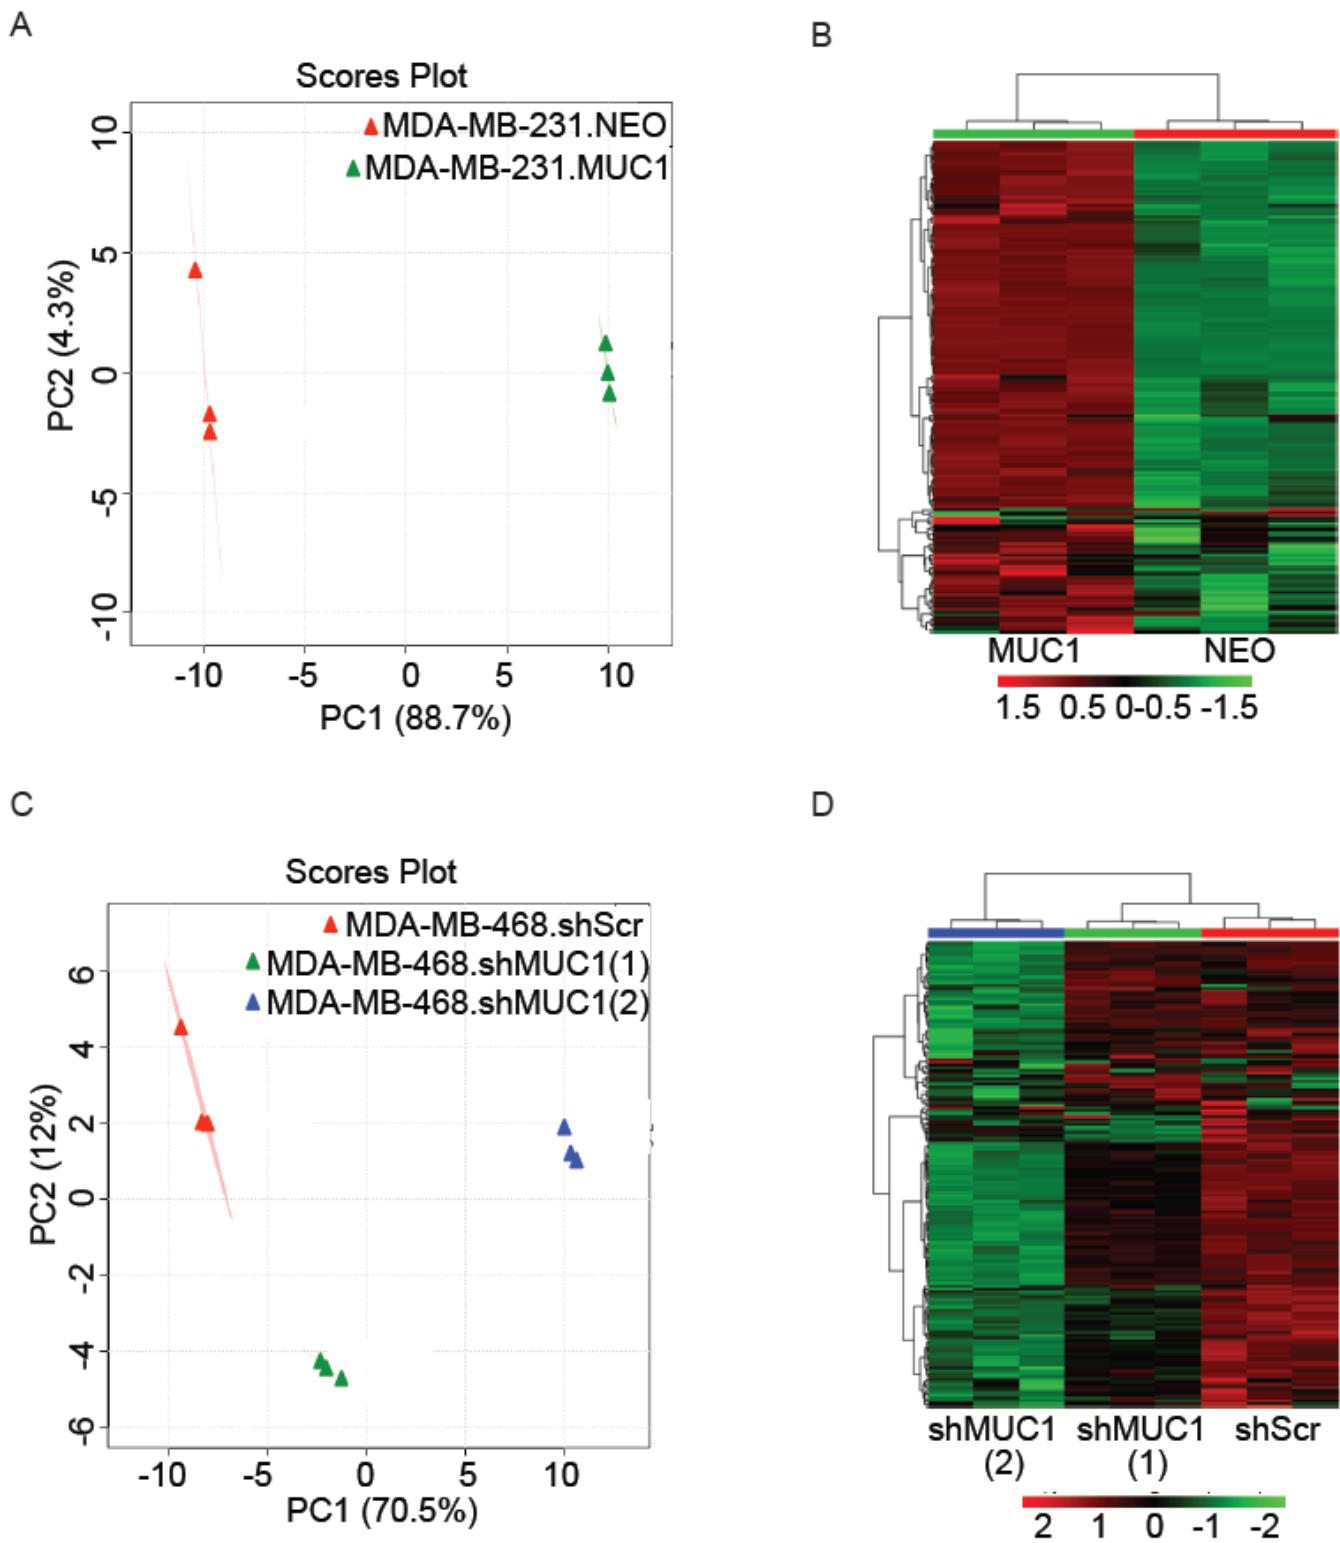 A
Scores Plot
MDA-MB-231.NEO
MDA-MB-231.MUC1
10
5
0
-5
-10
PC2 (4.3%)
-10 -5 0 5 10
PC1 (88.7%)
B
MUC1 NEO
1.5 0.5 0-0.5 -1.5
C
Scores Plot
MDA-MB-468.shScr
MDA-MB-468.shMUC1(1)
MDA-MB-468.shMUC1(2)
6
4
2
0
-2
-4
-6
PC2 (12%)
-10 -5 0 5 10
PC1 (70.5%)
D
shMUC1 shMUC1 shScr
(2) (1)
2 1 0 -1 -2